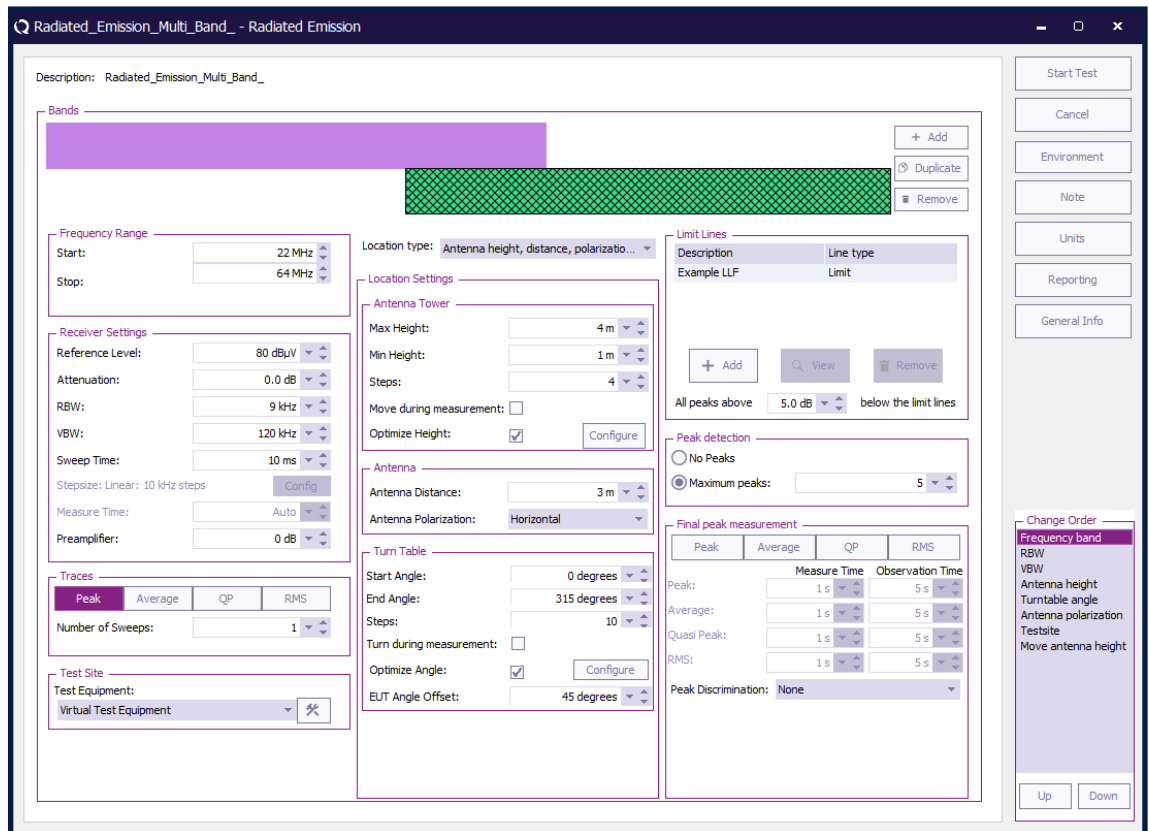 Radiated_Emission_Multi_Band_ - Radiated Emission
Description: Radiated_Emission_Multi_Band_
Bands
+ Add
Duplicate
Remove
Frequency Range
Start: 22 MHz
Stop: 64 MHz
Receiver Settings
Reference Level: 80 dBµV
Attenuation: 0.0 dB
RBW: 9 kHz
VBW: 120 kHz
Sweep Time: 10 ms
Stepsize: Linear: 10 kHz steps Config
Measure Time: Auto
Preamplifier: 0 dB
Traces
Peak Average QP RMS
Number of Sweeps: 1
Test Site
Test Equipment:
Virtual Test Equipment
Location type: Antenna height, distance, polarizatio...
Location Settings
Antenna Tower
Max Height: 4 m
Min Height: 1 m
Steps: 4
Move during measurement:
Optimize Height: Configure
Antenna
Antenna Distance: 3 m
Antenna Polarization: Horizontal
Turn Table
Start Angle: 0 degrees
End Angle: 315 degrees
Steps: 10
Turn during measurement:
Optimize Angle: Configure
EUT Angle Offset: 45 degrees
Limit Lines
Description Line type
Example LLF Limit
+ Add View Remove
All peaks above 5.0 dB below the limit lines
Peak detection
No Peaks
Maximum peaks: 5
Final peak measurement
Peak Average QP RMS
Measure Time Observation Time
Peak: 1 s 5 s
Average: 1 s 5 s
Quasi Peak: 1 s 5 s
RMS: 1 s 5 s
Peak Discrimination: None
Start Test
Cancel
Environment
Note
Units
Reporting
General Info
Change Order
Frequency band
RBW
VBW
Antenna height
Turntable angle
Antenna polarization
Testsite
Move antenna height
Up Down